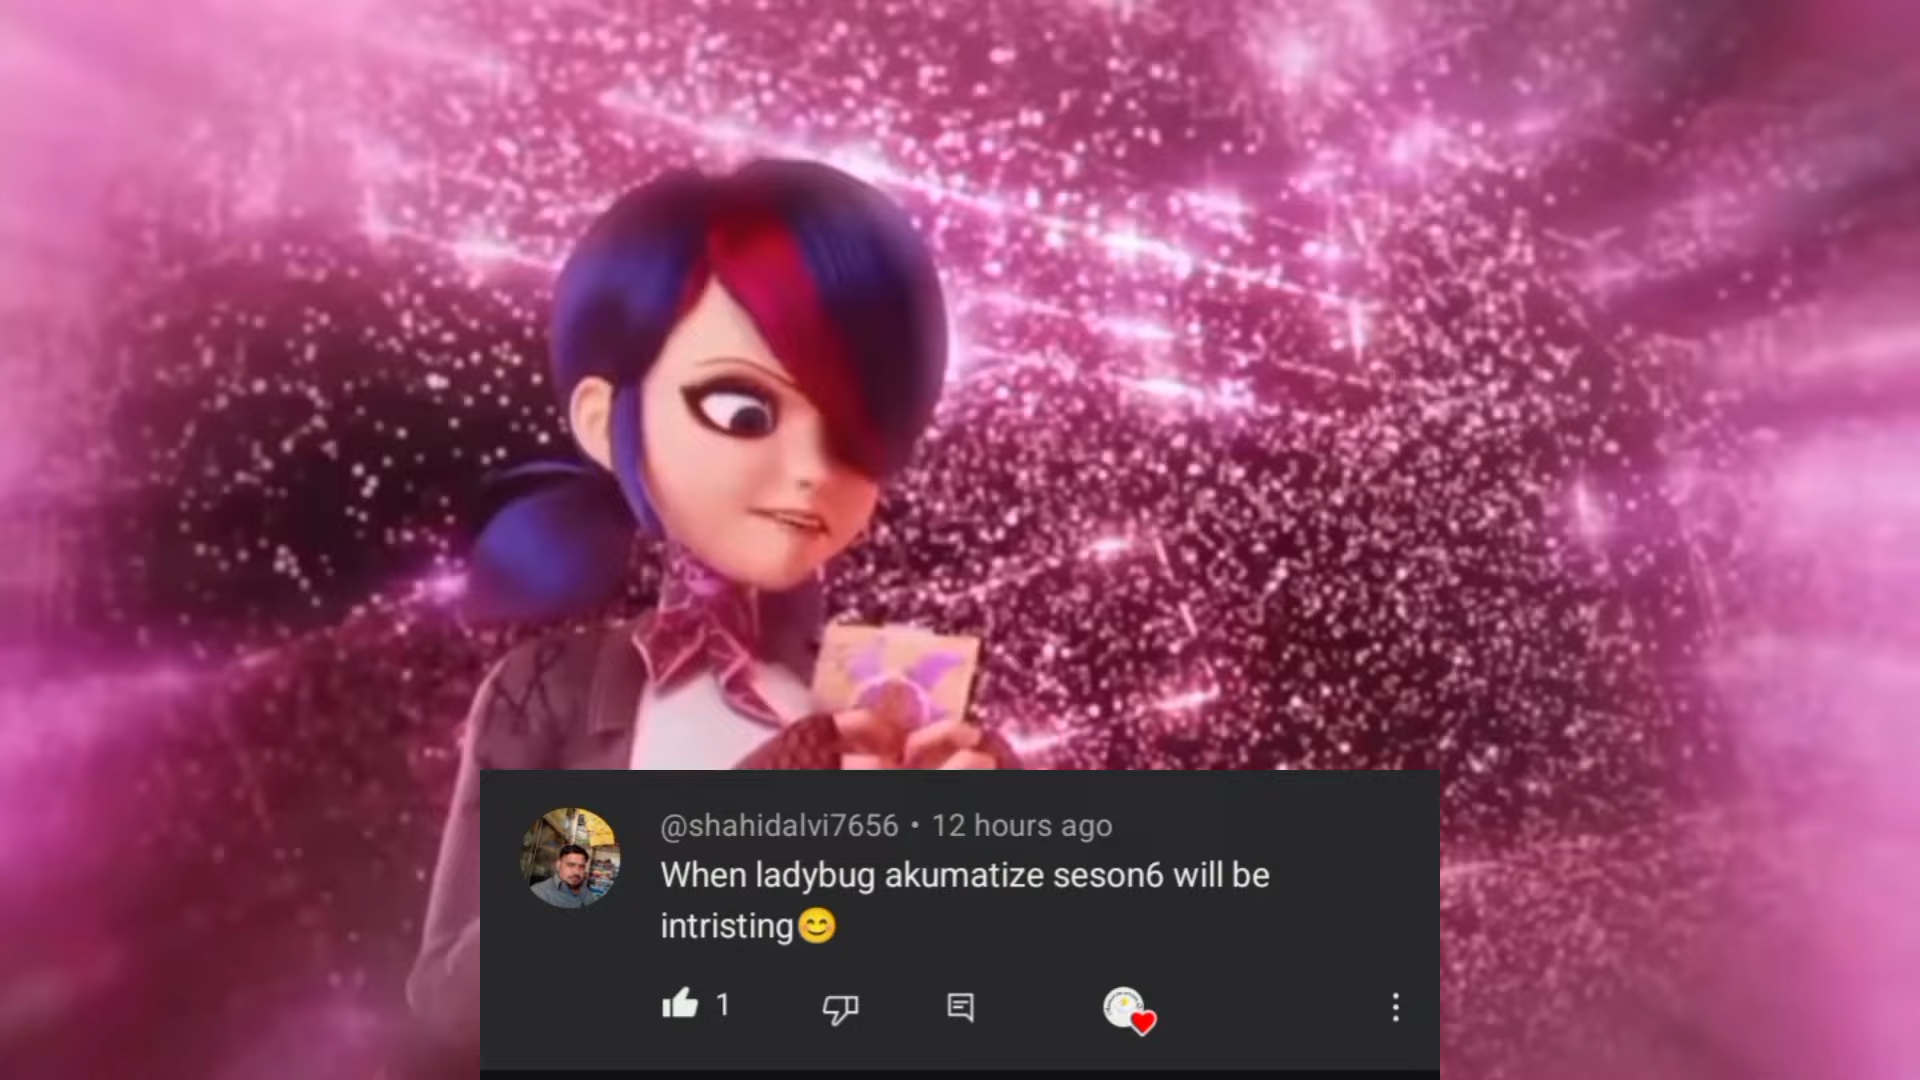 @shahidalvi7656 • 12 hours ago
When ladybug akumatize seson6 will be
intristing😊
1